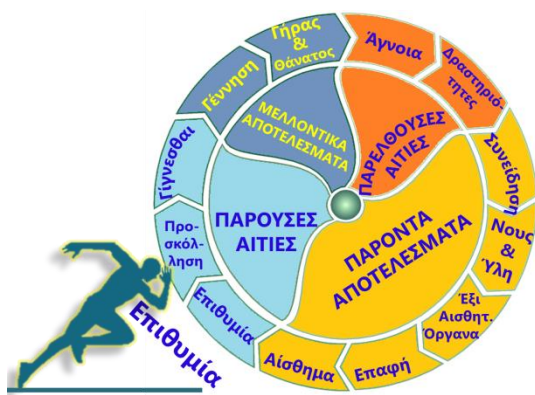 Άγνοια
Δραστηριό-
τητες
Συνείδηση
Νους
& Ύλη
Έξι
Αισθητ.
Όργανα
Επαφή
Αίσθημα
Επιθυμία
Προ-
σκόλ-
ληση
Γίγνεσθαι
Γέννηση
Γήρας
&
Θάνατος
ΠΑΡΕΛΘΟΥΣΕΣ
ΑΙΤΙΕΣ
ΠΑΡΟΝΤΑ
ΑΠΟΤΕΛΕΣΜΑΤΑ
ΠΑΡΟΥΣΕΣ
ΑΙΤΙΕΣ
ΜΕΛΛΟΝΤΙΚΑ
ΑΠΟΤΕΛΕΣΜΑΤΑ
Επιθυμία